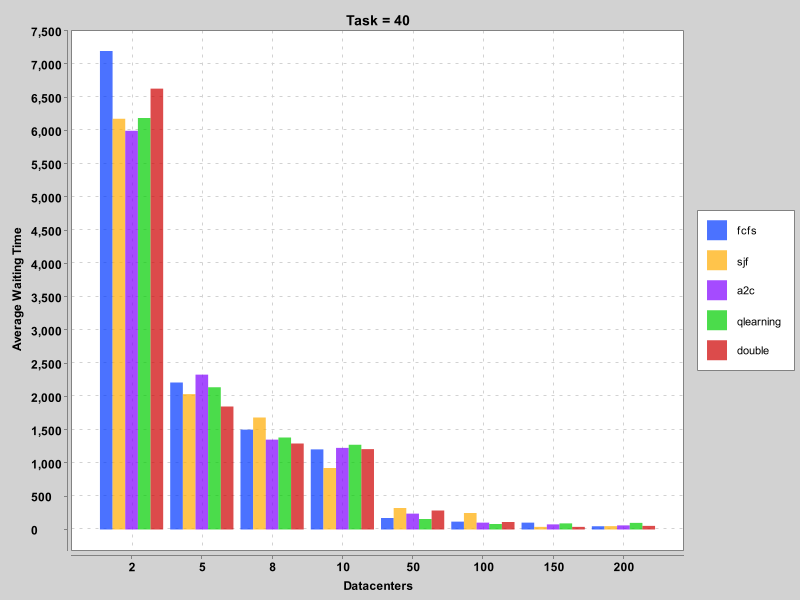 Task = 40
7,500
7,000
6,500
6,000
5,500
5,000
4,500
4,000
3,500
3,000
2,500
2,000
1,500
1,000
500
0
Average Waiting Time
2 5 8 10 50 100 150 200
Datacenters
fcfs
sjf
a2c
qlearning
double